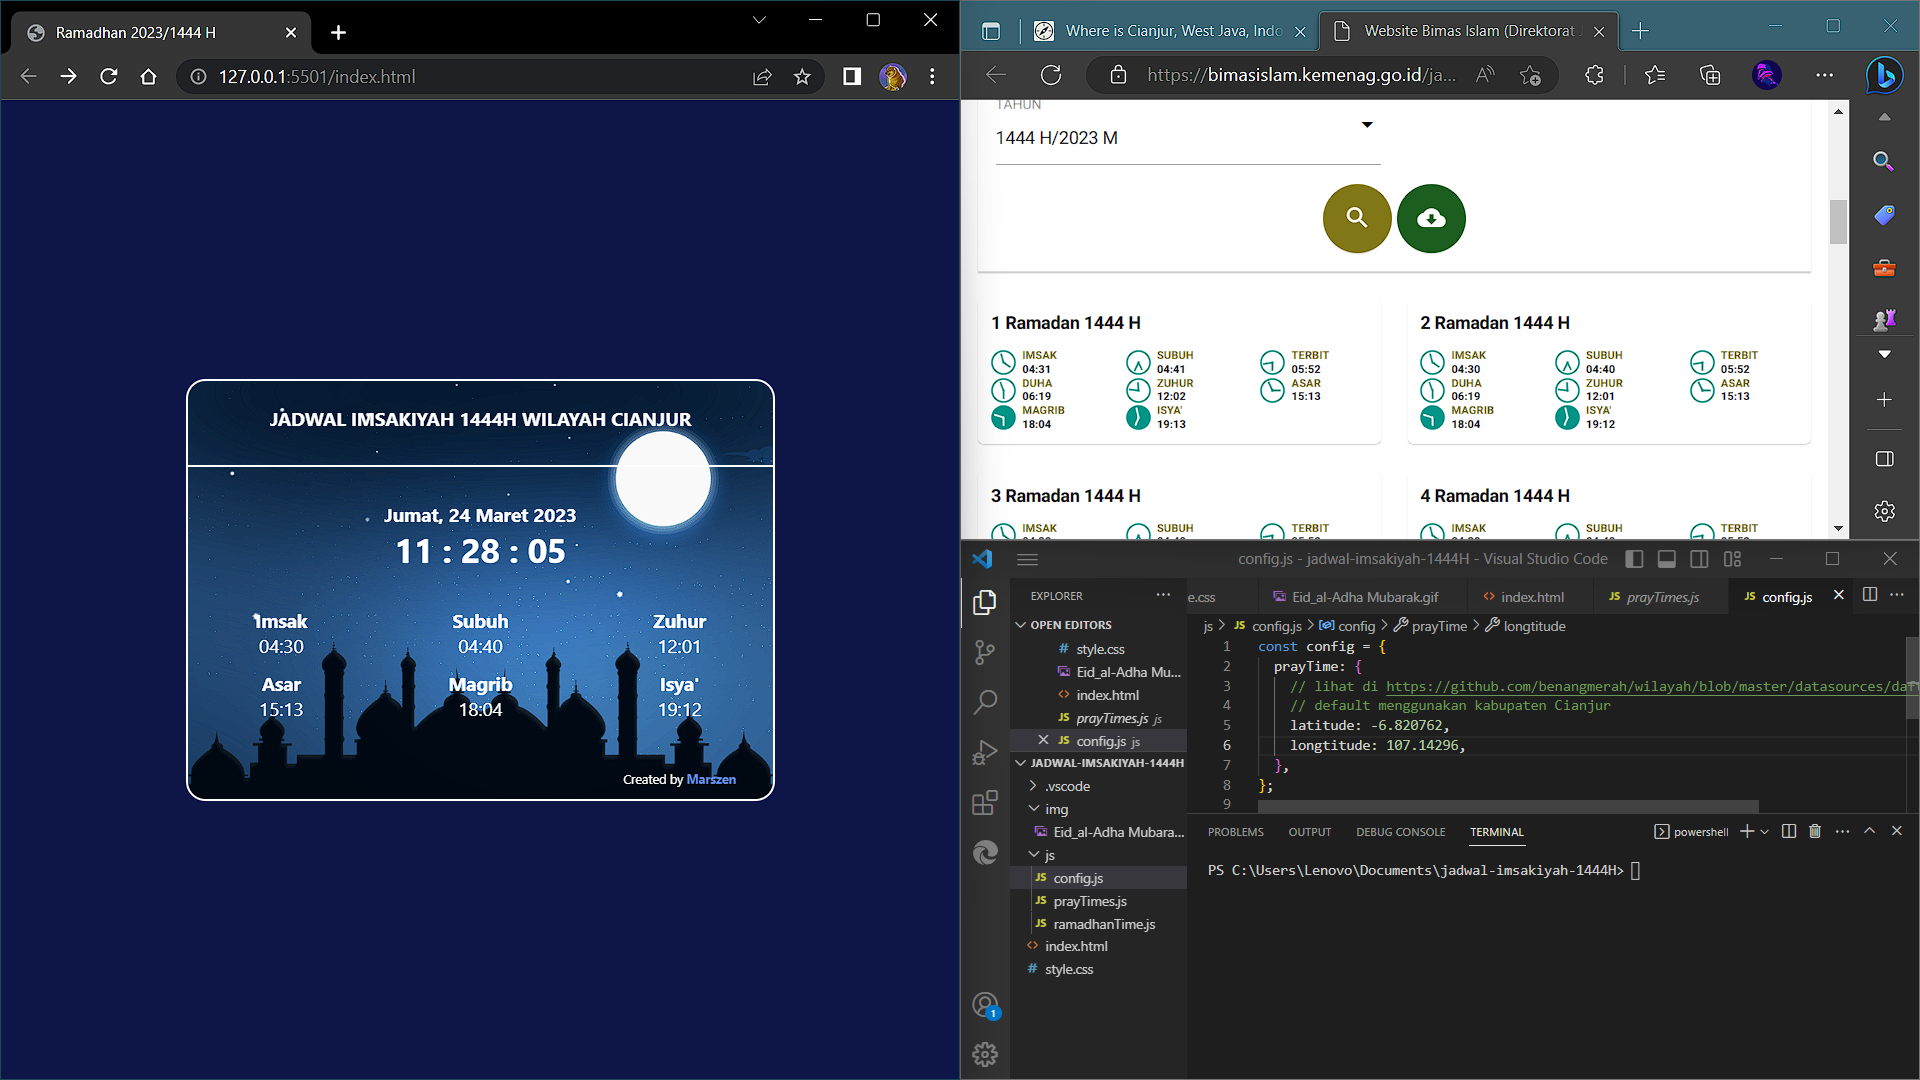 Ramadhan 2023/1444 H
127.0.0.1:5501/index.html
JADWAL IMSAKIYAH 1444H WILAYAH CIANJUR
Jumat, 24 Maret 2023
11 : 28 : 05
Imsak Subuh Zuhur
04:30 04:40 12:01
Asar Magrib Isya'
15:13 18:04 19:12
Created by Marszen
Where is Cianjur, West Java, Indo
Website Bimas Islam (Direktorat J
https://bimasislam.kemenag.go.id/ja...
TAHUN
1444 H/2023 M
1 Ramadan 1444 H
IMSAK SUBUH TERBIT
04:31 04:41 05:52
DUHA ZUHUR ASAR
06:19 12:02 15:13
MAGRIB ISYA'
18:04 19:13
2 Ramadan 1444 H
IMSAK SUBUH TERBIT
04:30 04:40 05:52
DUHA ZUHUR ASAR
06:19 12:01 15:13
MAGRIB ISYA'
18:04 19:12
3 Ramadan 1444 H
IMSAK SUBUH TERBIT
4 Ramadan 1444 H
IMSAK SUBUH TERBIT
config.js - jadwal-imsakiyah-1444H - Visual Studio Code
EXPLORER
OPEN EDITORS
# style.css
Eid_al-Adha Mu...
<> index.html
JS prayTimes.js js
JS config.js js
JADWAL-IMSAKIYAH-1444H
.vscode
img
Eid_al-Adha Mubara...
js
JS config.js
JS prayTimes.js
JS ramadhanTime.js
<> index.html
# style.css
1
e.css
Eid_al-Adha Mubarak.gif
<> index.html
JS prayTimes.js
JS config.js
js > JS config.js > config > prayTime > longtitude
1 const config = {
2 prayTime: {
3 // lihat di https://github.com/benangmerah/wilayah/blob/master/datasources/daf
4 // default menggunakan kabupaten Cianjur
5 latitude: -6.820762,
6 longtitude: 107.14296,
7 },
8 };
9
PROBLEMS OUTPUT DEBUG CONSOLE TERMINAL
powershell
PS C:\Users\Lenovo\Documents\jadwal-imsakiyah-1444H>